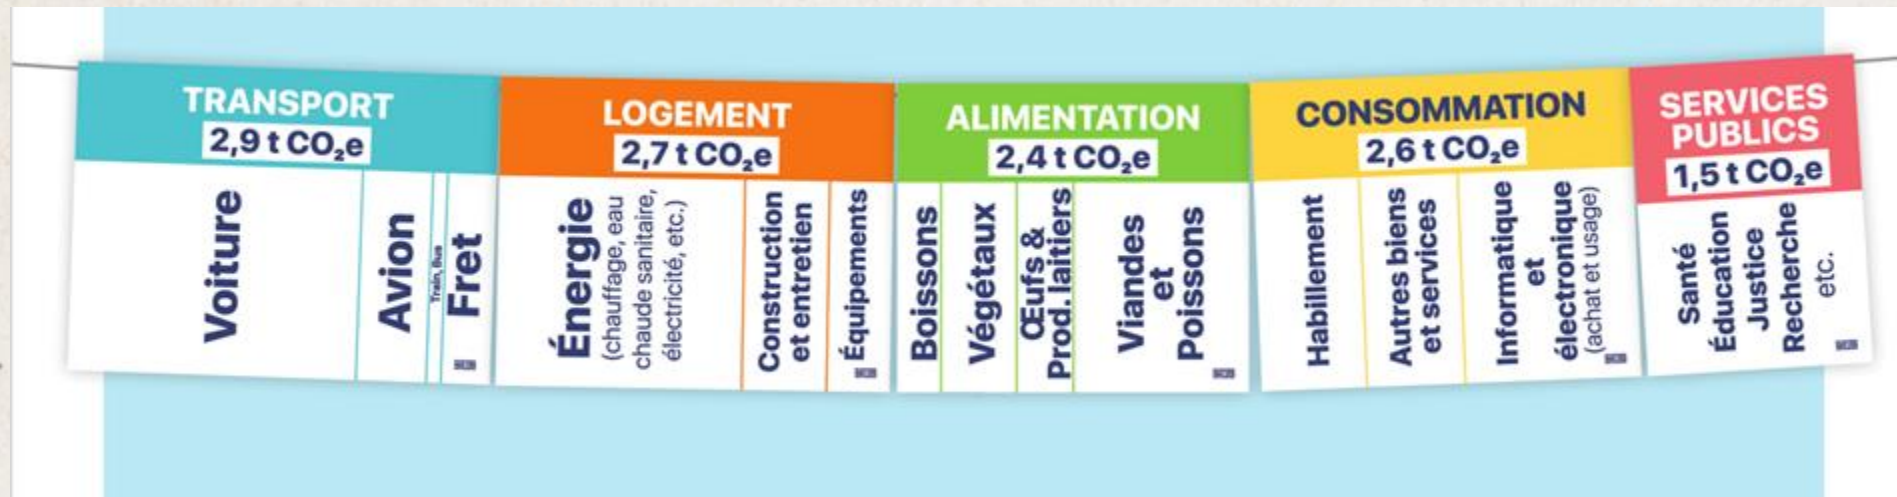 TRANSPORT
2,9 t CO₂e
Voiture
Avion
Train, Bus
Fret
LOGEMENT
2,7 t CO₂e
Énergie
(chauffage, eau
chaude sanitaire,
électricité, etc.)
Construction
et entretien
Équipements
ALIMENTATION
2,4 t CO₂e
Boissons
Végétaux
Œufs &
Prod. laitiers
Viandes
et
Poissons
CONSOMMATION
2,6 t CO₂e
Habillement
Autres biens
et services
Informatique
et
électronique
(achat et usage)
SERVICES
PUBLICS
1,5 t CO₂e
Santé
Éducation
Justice
Recherche
etc.